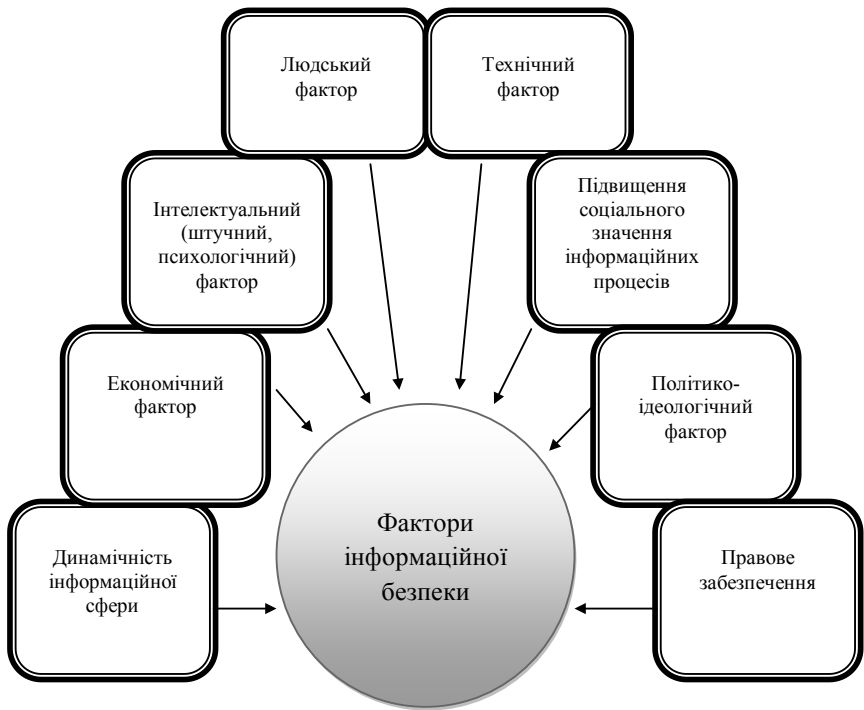 Людський
фактор
Технічний
фактор
Інтелектуальний
(штучний,
психологічний)
фактор
Підвищення
соціального
значення
інформаційних
процесів
Економічний
фактор
Політико-
ідеологічний
фактор
Динамічність
інформаційної
сфери
Фактори
інформаційної
безпеки
Правове
забезпечення